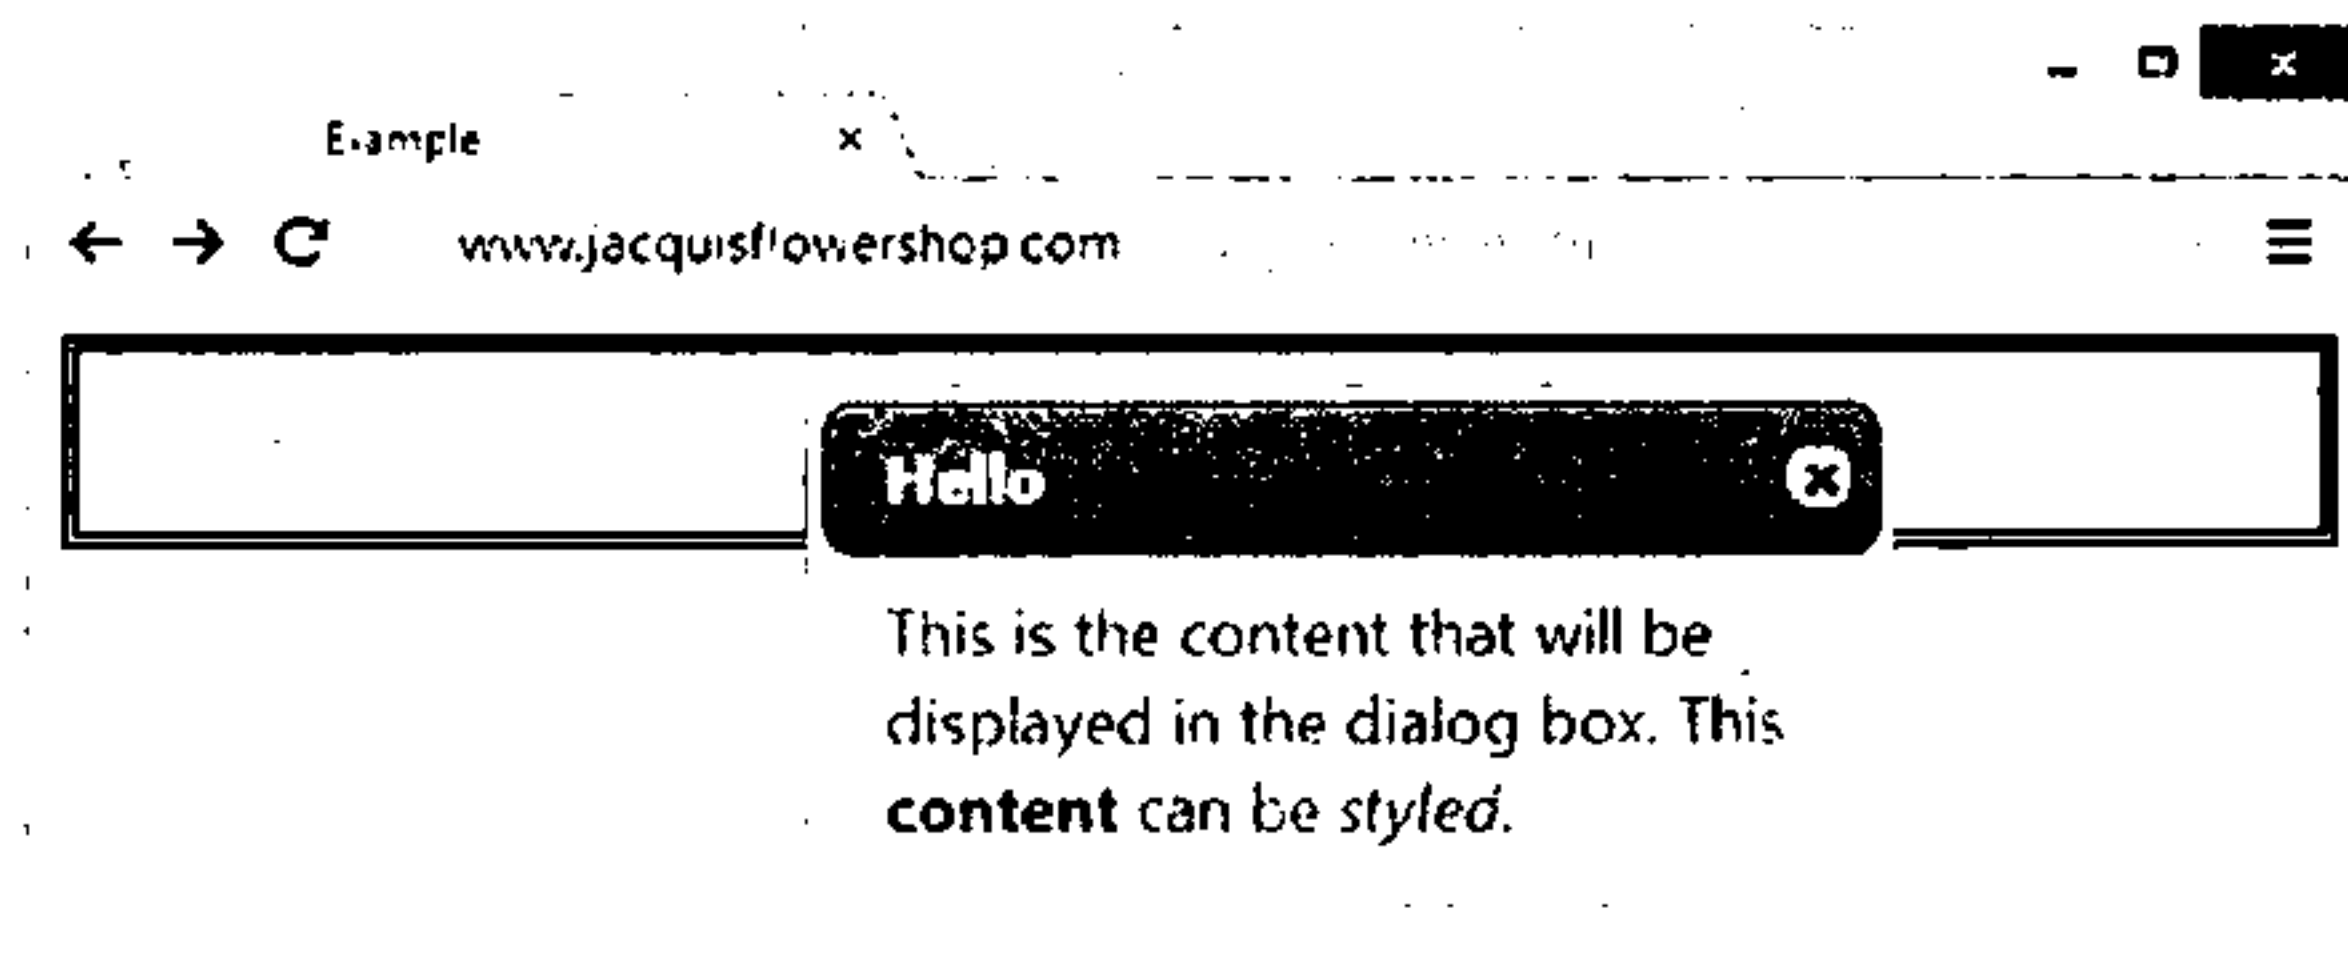 Example
www.jacquisflowershop.com
Hello
This is the content that will be
displayed in the dialog box. This
content can be styled.